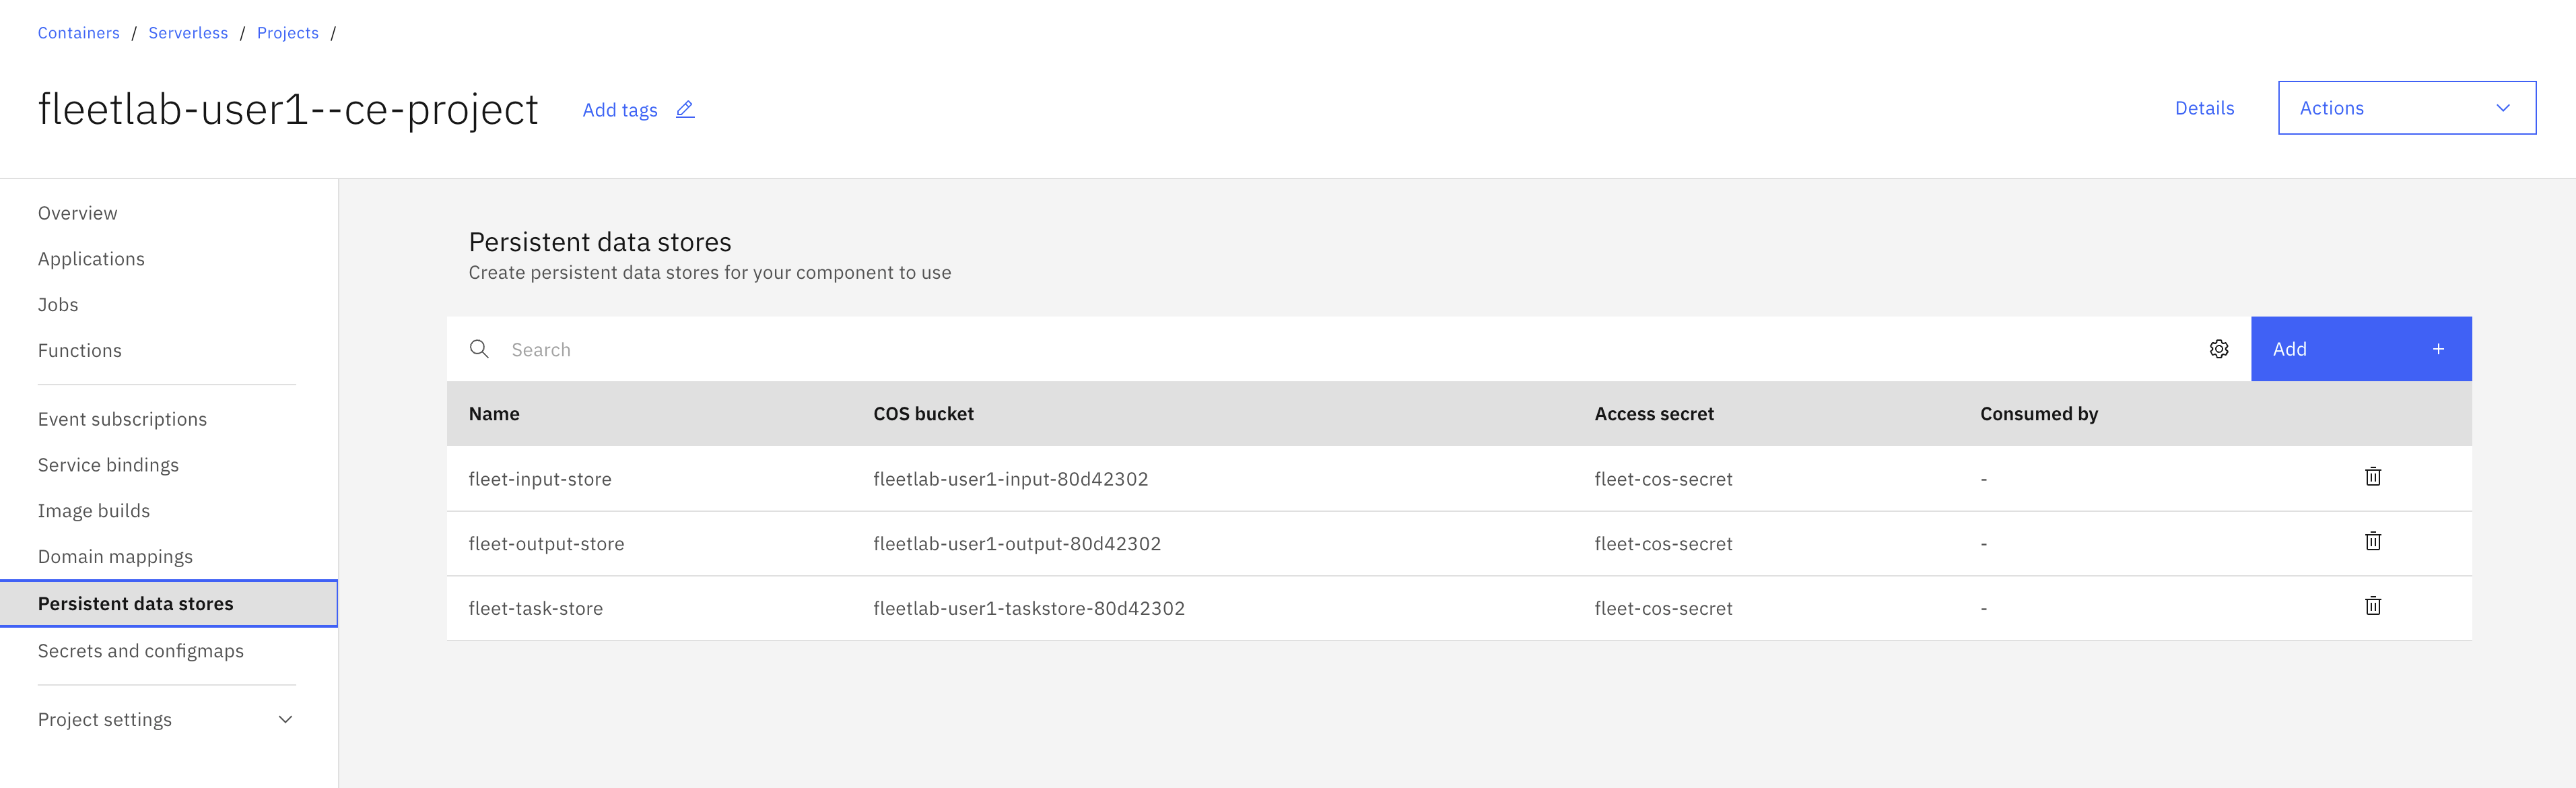 Containers / Serverless / Projects /
fleetlab-user1--ce-project
Add tags
Details
Actions
Overview
Applications
Jobs
Functions
Event subscriptions
Service bindings
Image builds
Domain mappings
Persistent data stores
Secrets and configmaps
Project settings
Persistent data stores
Create persistent data stores for your component to use
Search
Add +
Name COS bucket Access secret Consumed by
fleet-input-store fleetlab-user1-input-80d42302 fleet-cos-secret -
fleet-output-store fleetlab-user1-output-80d42302 fleet-cos-secret -
fleet-task-store fleetlab-user1-taskstore-80d42302 fleet-cos-secret -